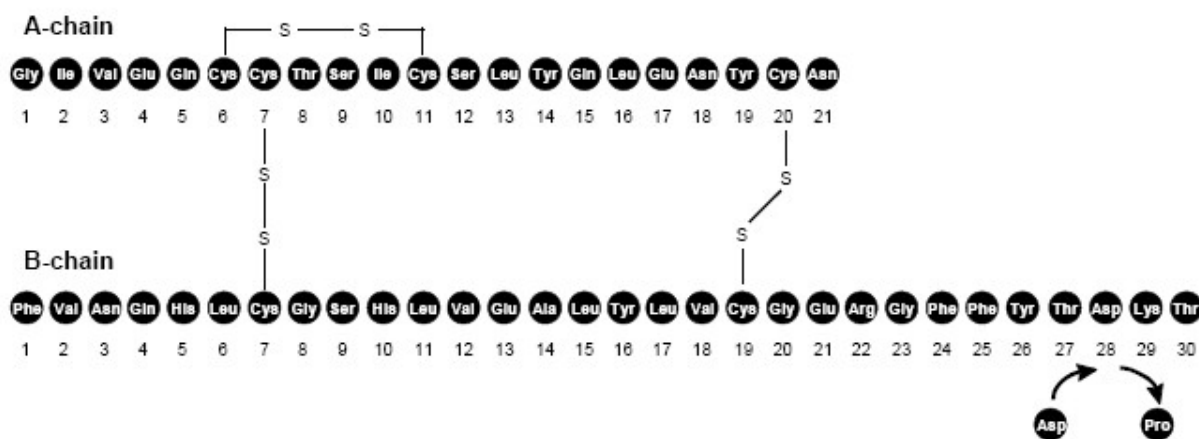 A-chain
S S
Gly Ile Val Glu Gln Cys Cys Thr Ser Ile Cys Ser Leu Tyr Gln Leu Glu Asn Tyr Cys Asn
1 2 3 4 5 6 7 8 9 10 11 12 13 14 15 16 17 18 19 20 21
S S
S S
B-chain
Phe Val Asn Gln His Leu Cys Gly Ser His Leu Val Glu Ala Leu Tyr Leu Val Cys Gly Glu Arg Gly Phe Phe Tyr Thr Asp Lys Thr
1 2 3 4 5 6 7 8 9 10 11 12 13 14 15 16 17 18 19 20 21 22 23 24 25 26 27 28 29 30
Asp Pro